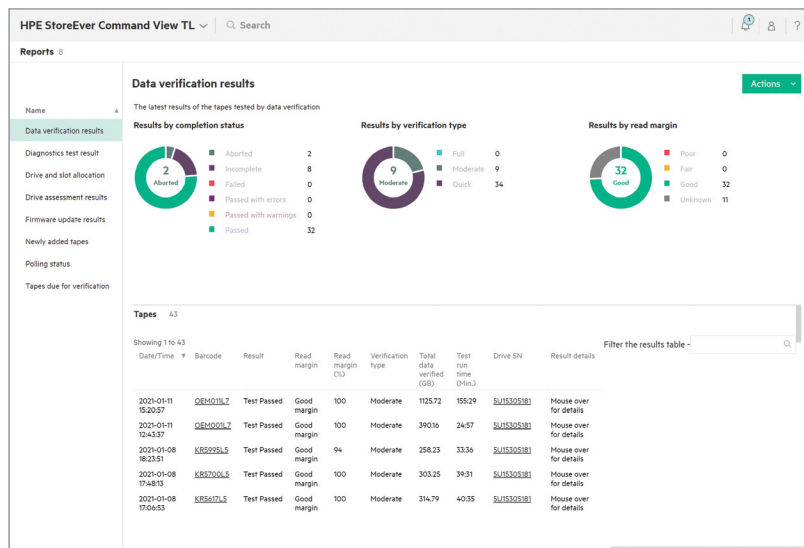 HPE StoreEver Command View TL
Search
1
?
Reports 8
Data verification results
Actions
The latest results of the tapes tested by data verification
Name
Data verification results
Diagnostics test result
Drive and slot allocation
Drive assessment results
Firmware update results
Newly added tapes
Polling status
Tapes due for verification
Results by completion status
2
Aborted
Aborted 2
Incomplete 8
Failed 0
Passed with errors 0
Passed with warnings 0
Passed 32
Results by verification type
9
Moderate
Full 0
Moderate 9
Quick 34
Results by read margin
32
Good
Poor 0
Fair 0
Good 32
Unknown 11
Tapes 43
Showing 1 to 43
Filter the results table -
Date/Time Barcode Result Read Read Verification Total Test Drive SN Result details
margin margin type data run
(%) verified time
(GB) (Min.)
2021-01-11 OEM011L7 Test Passed Good 100 Moderate 1125.72 155:29 5U15305181 Mouse over
15:20:57 margin for details
2021-01-11 OEM001L7 Test Passed Good 100 Moderate 390.16 24:57 5U15305181 Mouse over
12:43:37 margin for details
2021-01-08 KR5995L5 Test Passed Good 94 Moderate 258.23 33:36 5U15305181 Mouse over
18:23:51 margin for details
2021-01-08 KR5700L5 Test Passed Good 100 Moderate 303.25 39:31 5U15305181 Mouse over
17:48:13 margin for details
2021-01-08 KR5617L5 Test Passed Good 100 Moderate 314.79 40:35 5U15305181 Mouse over
17:06:53 margin for details